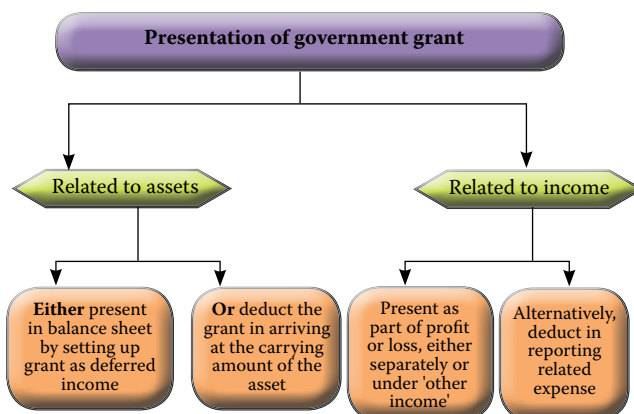 Presentation of government grant
Related to assets
Related to income
Either present
in balance sheet
by setting up
grant as deferred
income
Or deduct the
grant in arriving
at the carrying
amount of the
asset
Present as
part of profit
or loss, either
separately or
under 'other
income'
Alternatively,
deduct in
reporting
related
expense